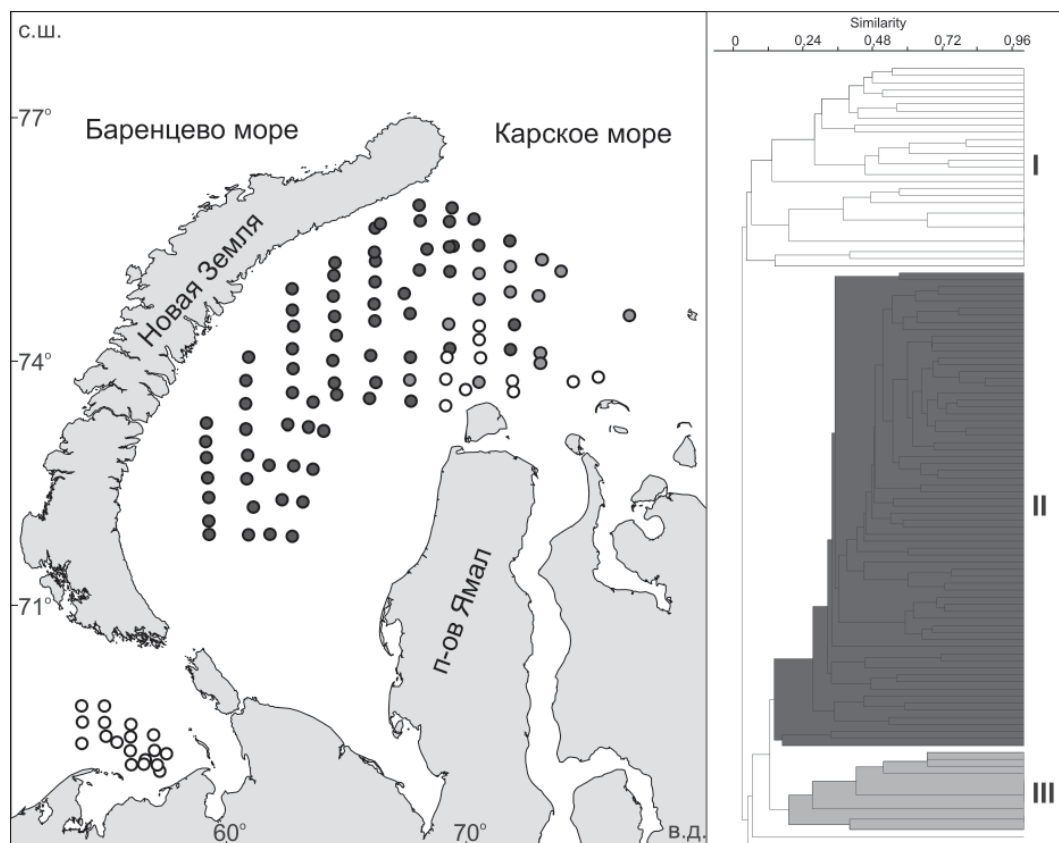 с.ш.
77°
Баренцево море
Карское море
Новая Земля
74°
71°
п-ов Ямал
60°
70°
в.д.
Similarity
0 0,24 0,48 0,72 0,96
I
II
III